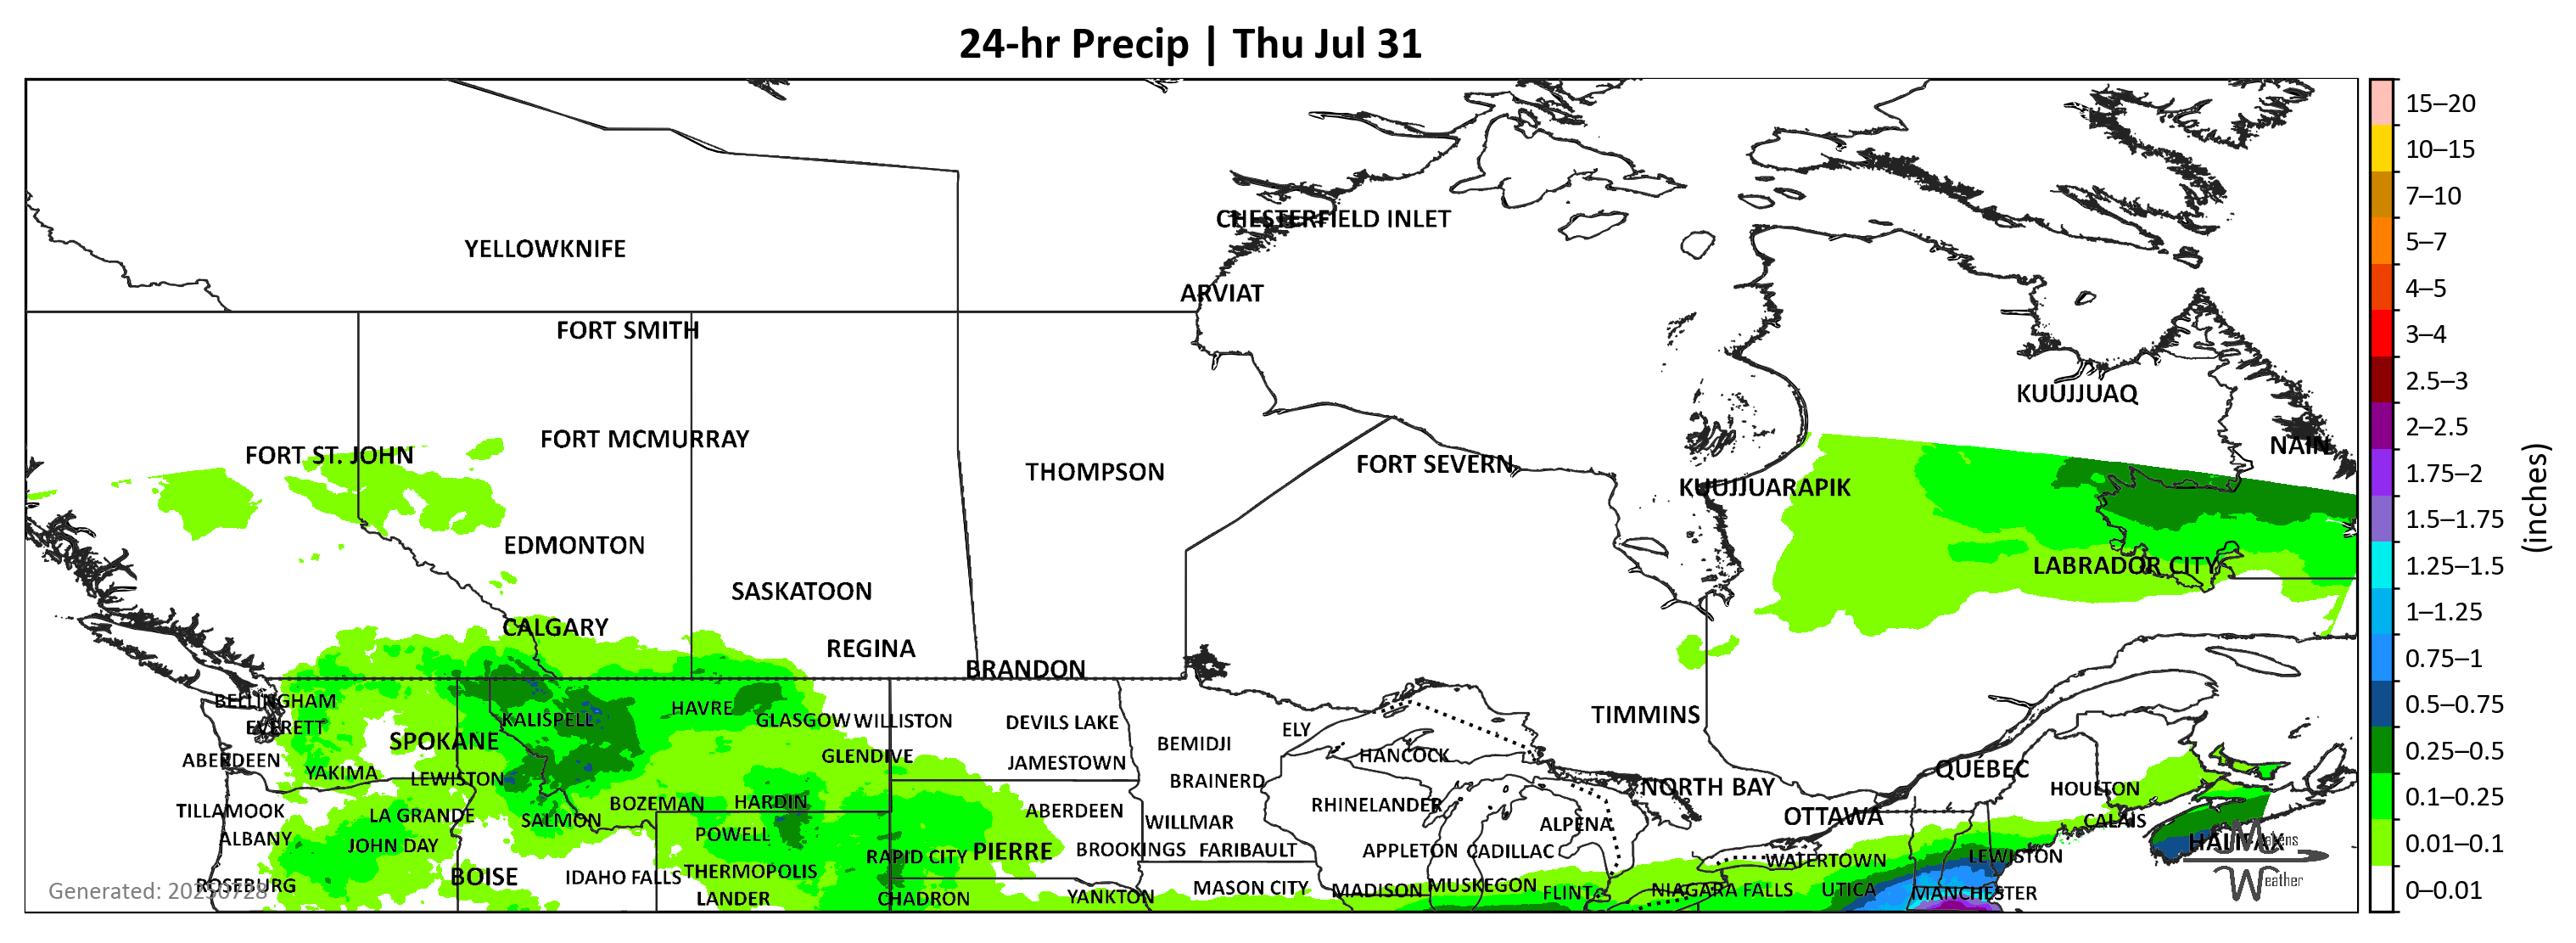 24-hr Precip | Thu Jul 31
YELLOWKNIFE
CHESTERFIELD INLET
ARVIAT
FORT SMITH
KUUJJUAQ
FORT ST. JOHN
FORT MCMURRAY
THOMPSON
FORT SEVERN
NAIN
KUUJJUARAPIK
EDMONTON
LABRADOR CITY
SASKATOON
CALGARY
REGINA
BRANDON
BELLINGHAM
KALISPELL
HAVRE
GLASGOW
WILLISTON
DEVILS LAKE
TIMMINS
EVERETT
SPOKANE
BEMIDJI
ELY
ABERDEEN
GLENDIVE
JAMESTOWN
HANCOCK
QUÉBEC
YAKIMA
LEWISTON
BRAINERD
NORTH BAY
HOULTON
TILLAMOOK
LA GRANDE
SALMON
BOZEMAN
HARDIN
ABERDEEN
WILLMAR
RHINELANDER
ALPENA
OTTAWA
CALAIS
ALBANY
JOHN DAY
POWELL
RAPID CITY
PIERRE
BROOKINGS
FARIBAULT
APPLETON
CADILLAC
WATERTOWN
LEWISTON
HALIFAX
ROSEBURG
BOISE
IDAHO FALLS
THERMOPOLIS
LANDER
CHADRON
YANKTON
MASON CITY
MADISON
MUSKEGON
FLINT
NIAGARA FALLS
UTICA
MANCHESTER
Generated: 20250728
Weather
15–20
10–15
7–10
5–7
4–5
3–4
2.5–3
2–2.5
1.75–2
1.5–1.75
1.25–1.5
1–1.25
0.75–1
0.5–0.75
0.25–0.5
0.1–0.25
0.01–0.1
0–0.01
(inches)